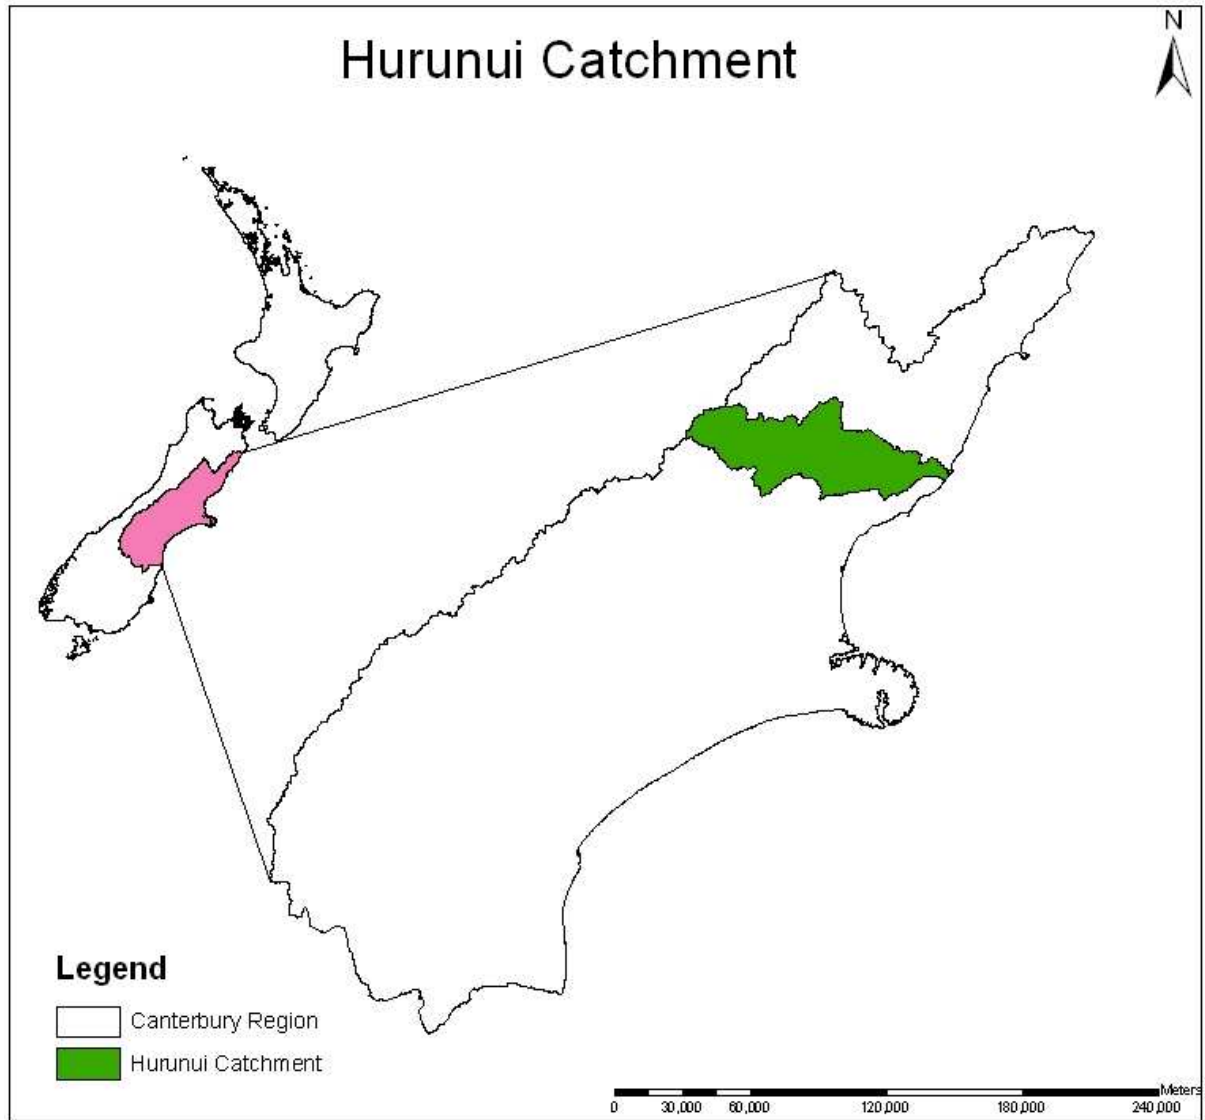 N
Hurunui Catchment
Legend
Canterbury Region
Hurunui Catchment
Meters
0 30,000 60,000 120,000 180,000 240,000